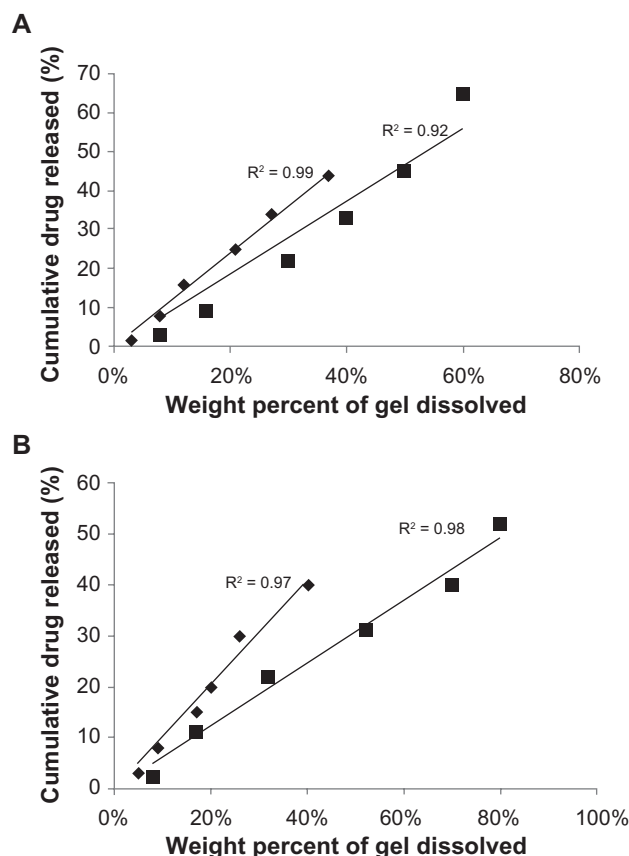 A
Cumulative drug released (%)
70
60
50
40
30
20
10
0
R² = 0.99
R² = 0.92
0%
20%
40%
60%
80%
Weight percent of gel dissolved
B
Cumulative drug released (%)
60
50
40
30
20
10
0
R² = 0.97
R² = 0.98
0%
20%
40%
60%
80%
100%
Weight percent of gel dissolved